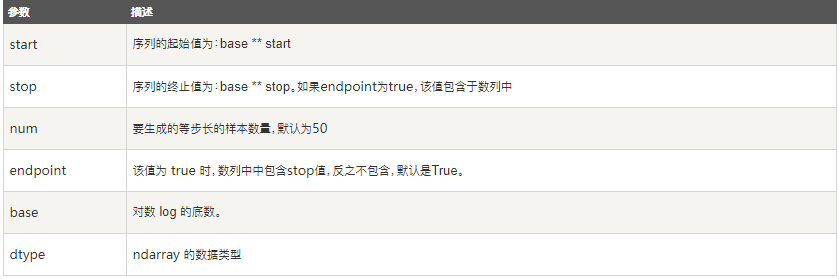 参数 描述
start 序列的起始值为：base ** start
stop 序列的终止值为：base ** stop。如果endpoint为true，该值包含于数列中
num 要生成的等步长的样本数量，默认为50
endpoint 该值为 true 时，数列中中包含stop值，反之不包含，默认是True。
base 对数 log 的底数。
dtype ndarray 的数据类型